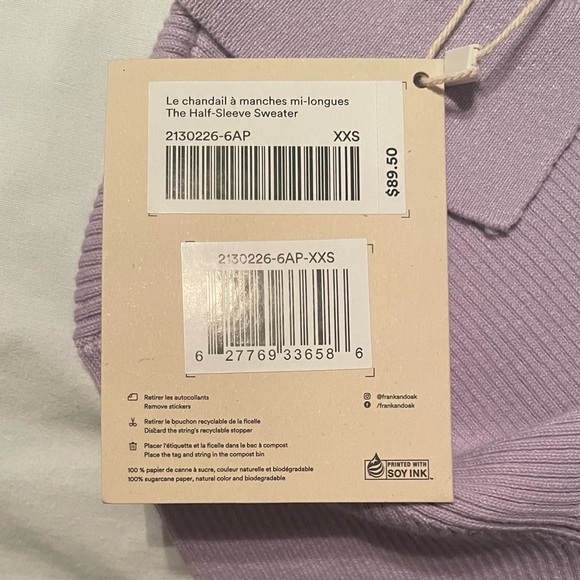 Le chandail à manches mi-longues
The Half-Sleeve Sweater
2130226-6AP XXS
$89.50
2130226-6AP-XXS
6 27769 33658 6
Retirer les autocollants
Remove stickers
@frankandoak
/frankandoak
Retirer le bouchon recyclable de la ficelle
Discard the string's recyclable stopper
Placer l'étiquette et la ficelle dans le bac à compost
Place the tag and string in the compost bin
100 % papier de canne à sucre, couleur naturelle et biodégradable
100% sugarcane paper, natural color and biodegradable
PRINTED WITH
SOY INK